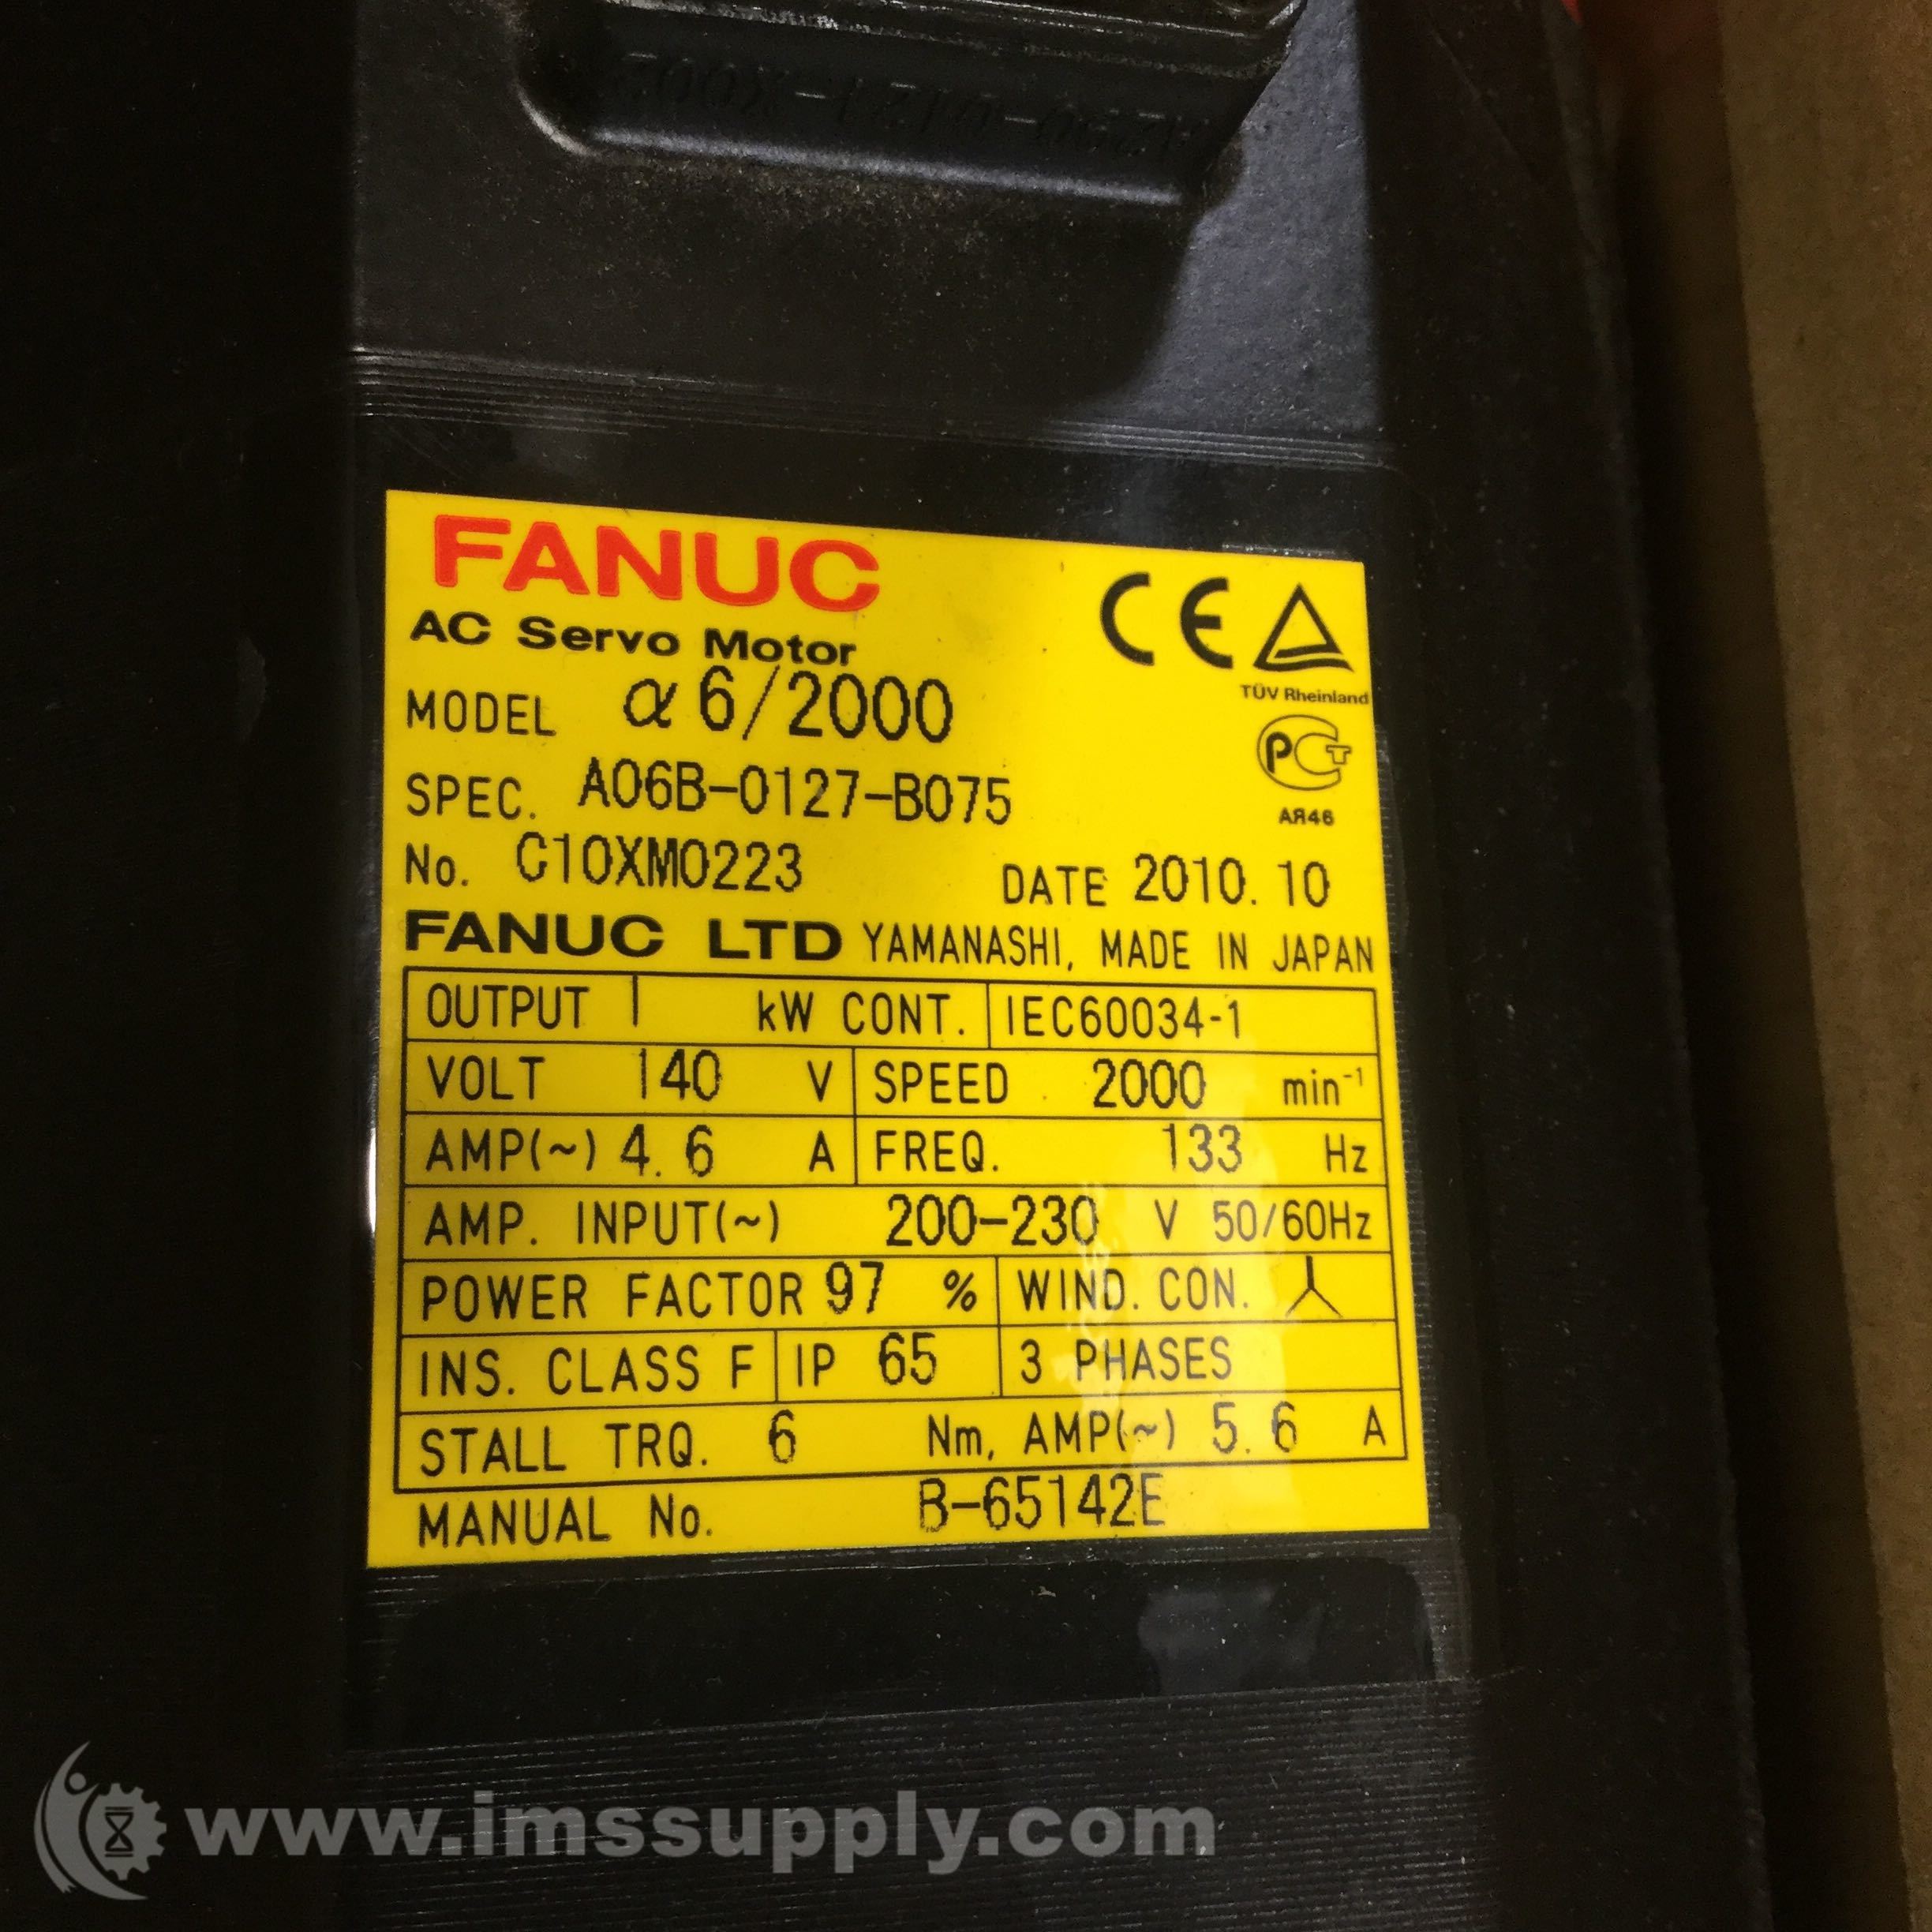 FANUC
AC Servo Motor
CE
TÜV Rheinland
MODEL α6/2000
SPEC. A06B-0127-B075
PCT
АЯ46
No. C10XM0223 DATE 2010.10
FANUC LTD YAMANASHI, MADE IN JAPAN
OUTPUT 1 kW CONT. IEC60034-1
VOLT 140 V SPEED 2000 min⁻¹
AMP(~) 4.6 A FREQ. 133 Hz
AMP. INPUT(~) 200-230 V 50/60Hz
POWER FACTOR 97 % WIND. CON.
INS. CLASS F IP 65 3 PHASES
STALL TRQ. 6 Nm, AMP(~) 5.6 A
MANUAL No. B-65142E
www.imssupply.com